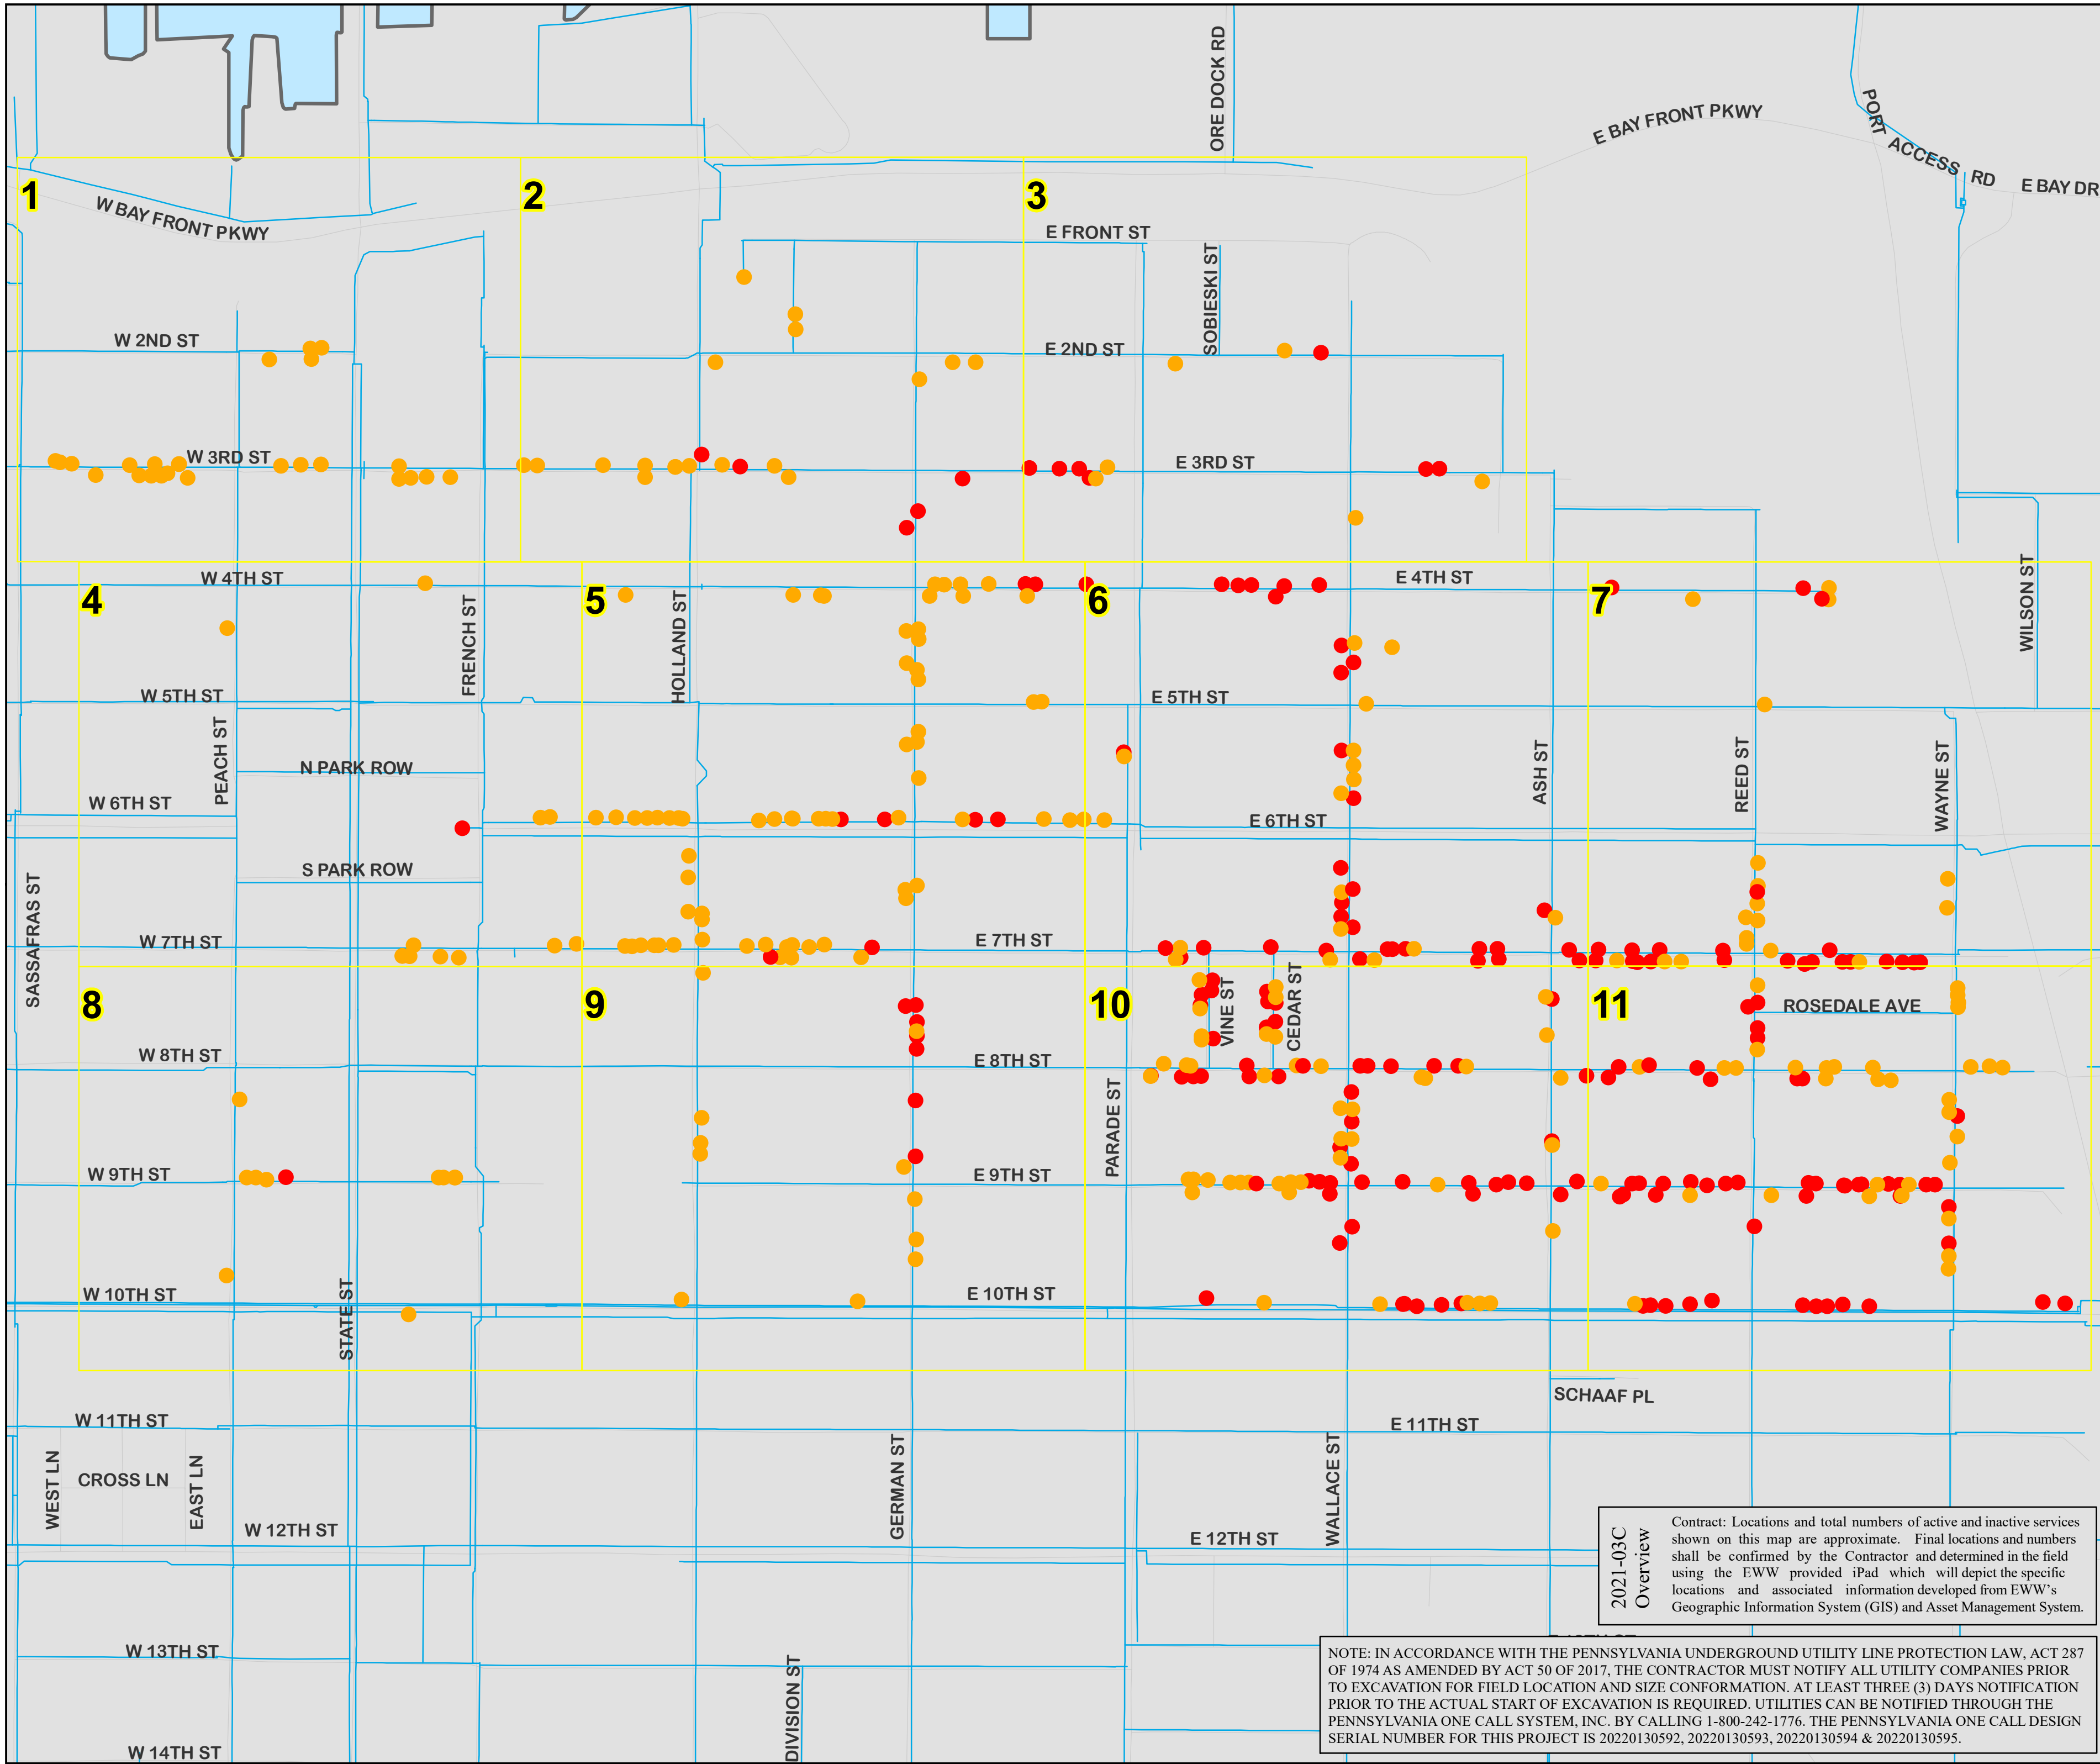 ORE DOCK RD
E BAY FRONT PKWY
PORT ACCESS RD
E BAY DR
1
2
3
W BAY FRONT PKWY
E FRONT ST
SOBIESKI ST
W 2ND ST
E 2ND ST
W 3RD ST
E 3RD ST
W 4TH ST
E 4TH ST
4
5
6
7
FRENCH ST
HOLLAND ST
WILSON ST
W 5TH ST
E 5TH ST
PEACH ST
N PARK ROW
ASH ST
REED ST
WAYNE ST
W 6TH ST
E 6TH ST
S PARK ROW
SASSAFRAS ST
W 7TH ST
E 7TH ST
8
9
10
11
VINE ST
CEDAR ST
ROSEDALE AVE
W 8TH ST
E 8TH ST
PARADE ST
W 9TH ST
E 9TH ST
W 10TH ST
STATE ST
E 10TH ST
SCHAAF PL
W 11TH ST
E 11TH ST
WEST LN
CROSS LN
EAST LN
GERMAN ST
WALLACE ST
W 12TH ST
E 12TH ST
2021-03C
Overview
Contract: Locations and total numbers of active and inactive services
shown on this map are approximate. Final locations and numbers
shall be confirmed by the Contractor and determined in the field
using the EWW provided iPad which will depict the specific
locations and associated information developed from EWW's
Geographic Information System (GIS) and Asset Management System.
W 13TH ST
DIVISION ST
NOTE: IN ACCORDANCE WITH THE PENNSYLVANIA UNDERGROUND UTILITY LINE PROTECTION LAW, ACT 287
OF 1974 AS AMENDED BY ACT 50 OF 2017, THE CONTRACTOR MUST NOTIFY ALL UTILITY COMPANIES PRIOR
TO EXCAVATION FOR FIELD LOCATION AND SIZE CONFORMATION. AT LEAST THREE (3) DAYS NOTIFICATION
PRIOR TO THE ACTUAL START OF EXCAVATION IS REQUIRED. UTILITIES CAN BE NOTIFIED THROUGH THE
PENNSYLVANIA ONE CALL SYSTEM, INC. BY CALLING 1-800-242-1776. THE PENNSYLVANIA ONE CALL DESIGN
SERIAL NUMBER FOR THIS PROJECT IS 20220130592, 20220130593, 20220130594 & 20220130595.
W 14TH ST